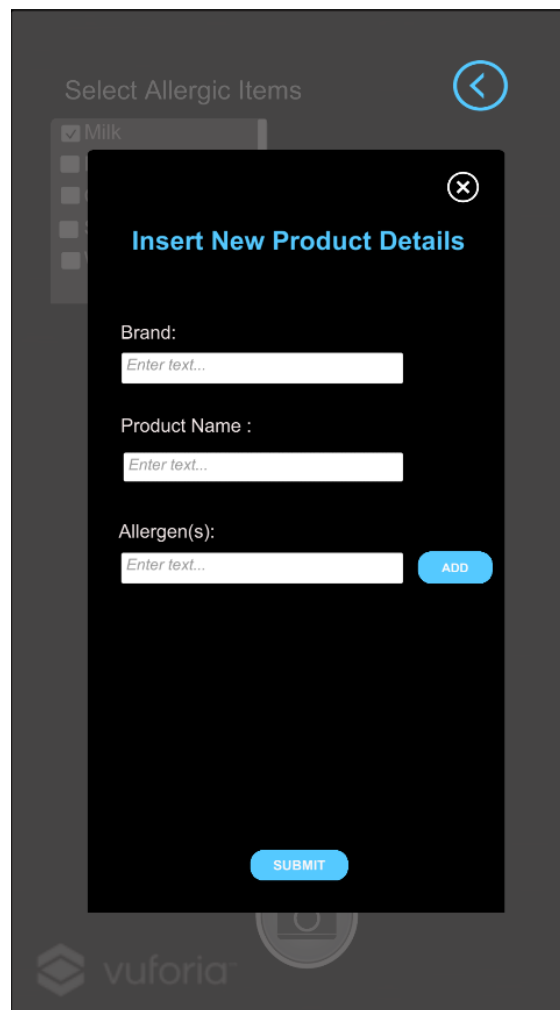 Select Allergic Items
Milk
Insert New Product Details
Brand:
Enter text...
Product Name :
Enter text...
Allergen(s):
Enter text...
ADD
SUBMIT
vuforia™